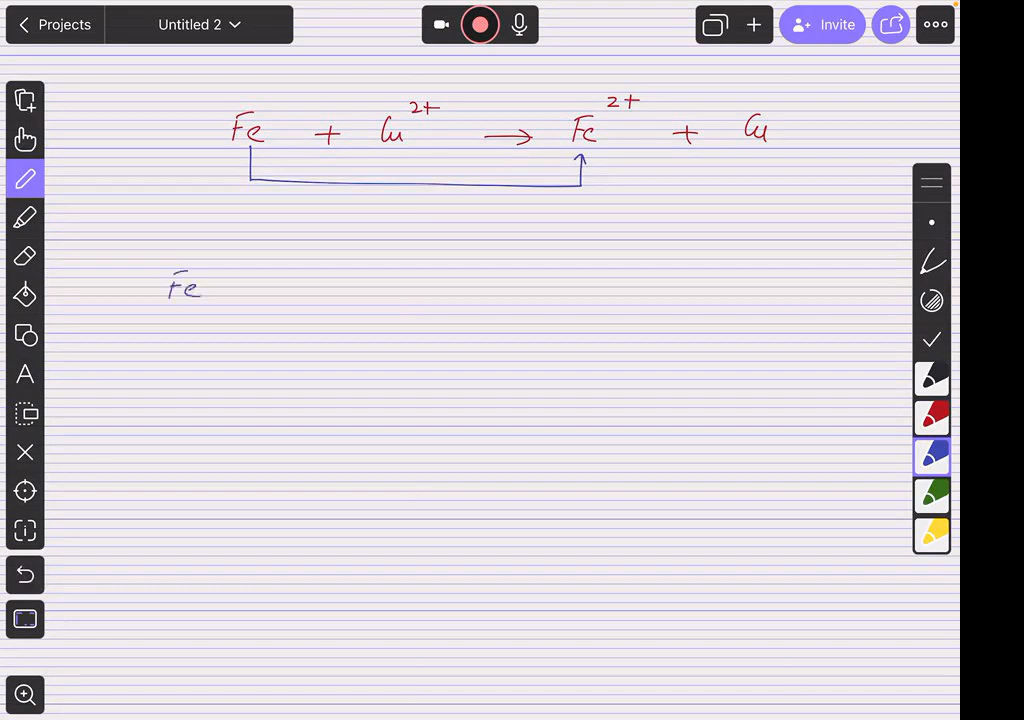 Projects Untitled 2 Invite
Fe + Cu²⁺ → Fe²⁺ + Cu
Fe
A